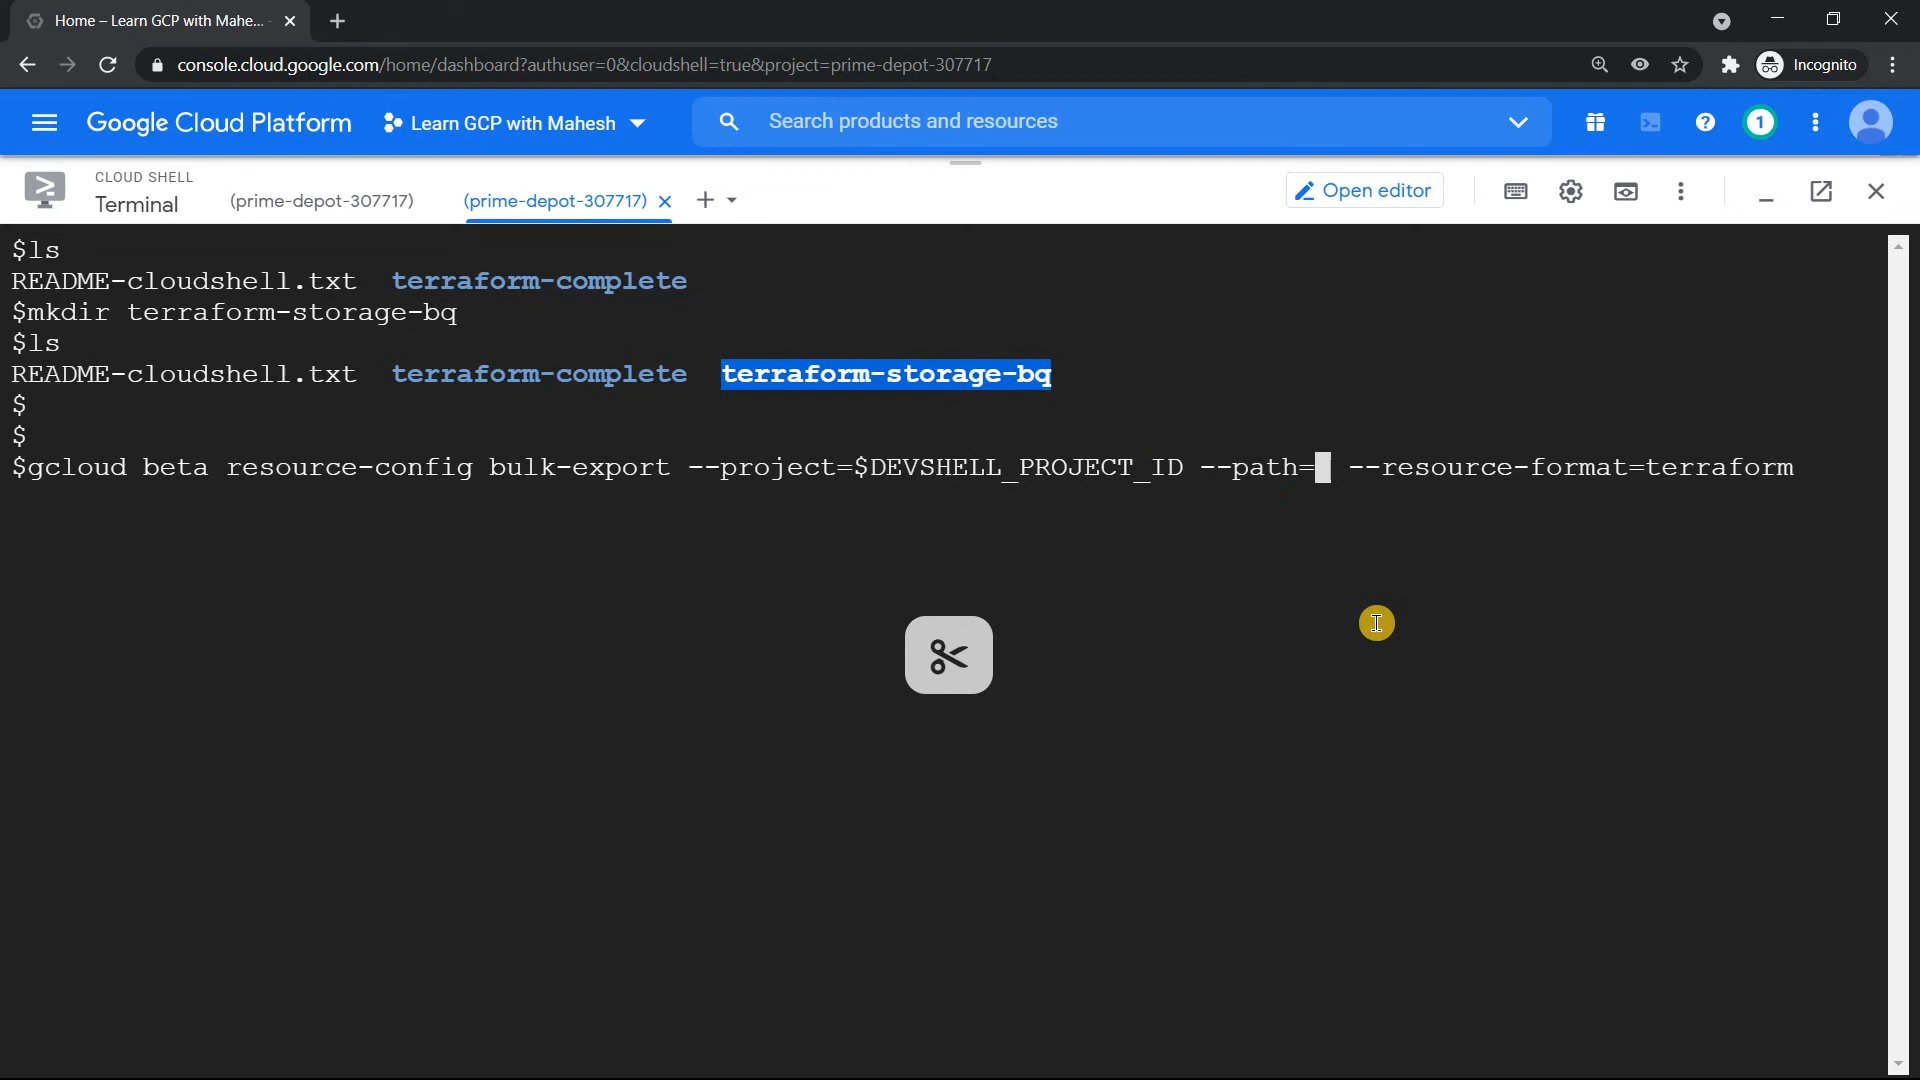 Home – Learn GCP with Mahe...
console.cloud.google.com/home/dashboard?authuser=0&cloudshell=true&project=prime-depot-307717
Incognito
Google Cloud Platform
Learn GCP with Mahesh
Search products and resources
1
CLOUD SHELL
Terminal
(prime-depot-307717)
(prime-depot-307717)
Open editor
$ls
README-cloudshell.txt terraform-complete
$mkdir terraform-storage-bq
$ls
README-cloudshell.txt terraform-complete terraform-storage-bq
$
$
$gcloud beta resource-config bulk-export --project=$DEVSHELL_PROJECT_ID --path= --resource-format=terraform